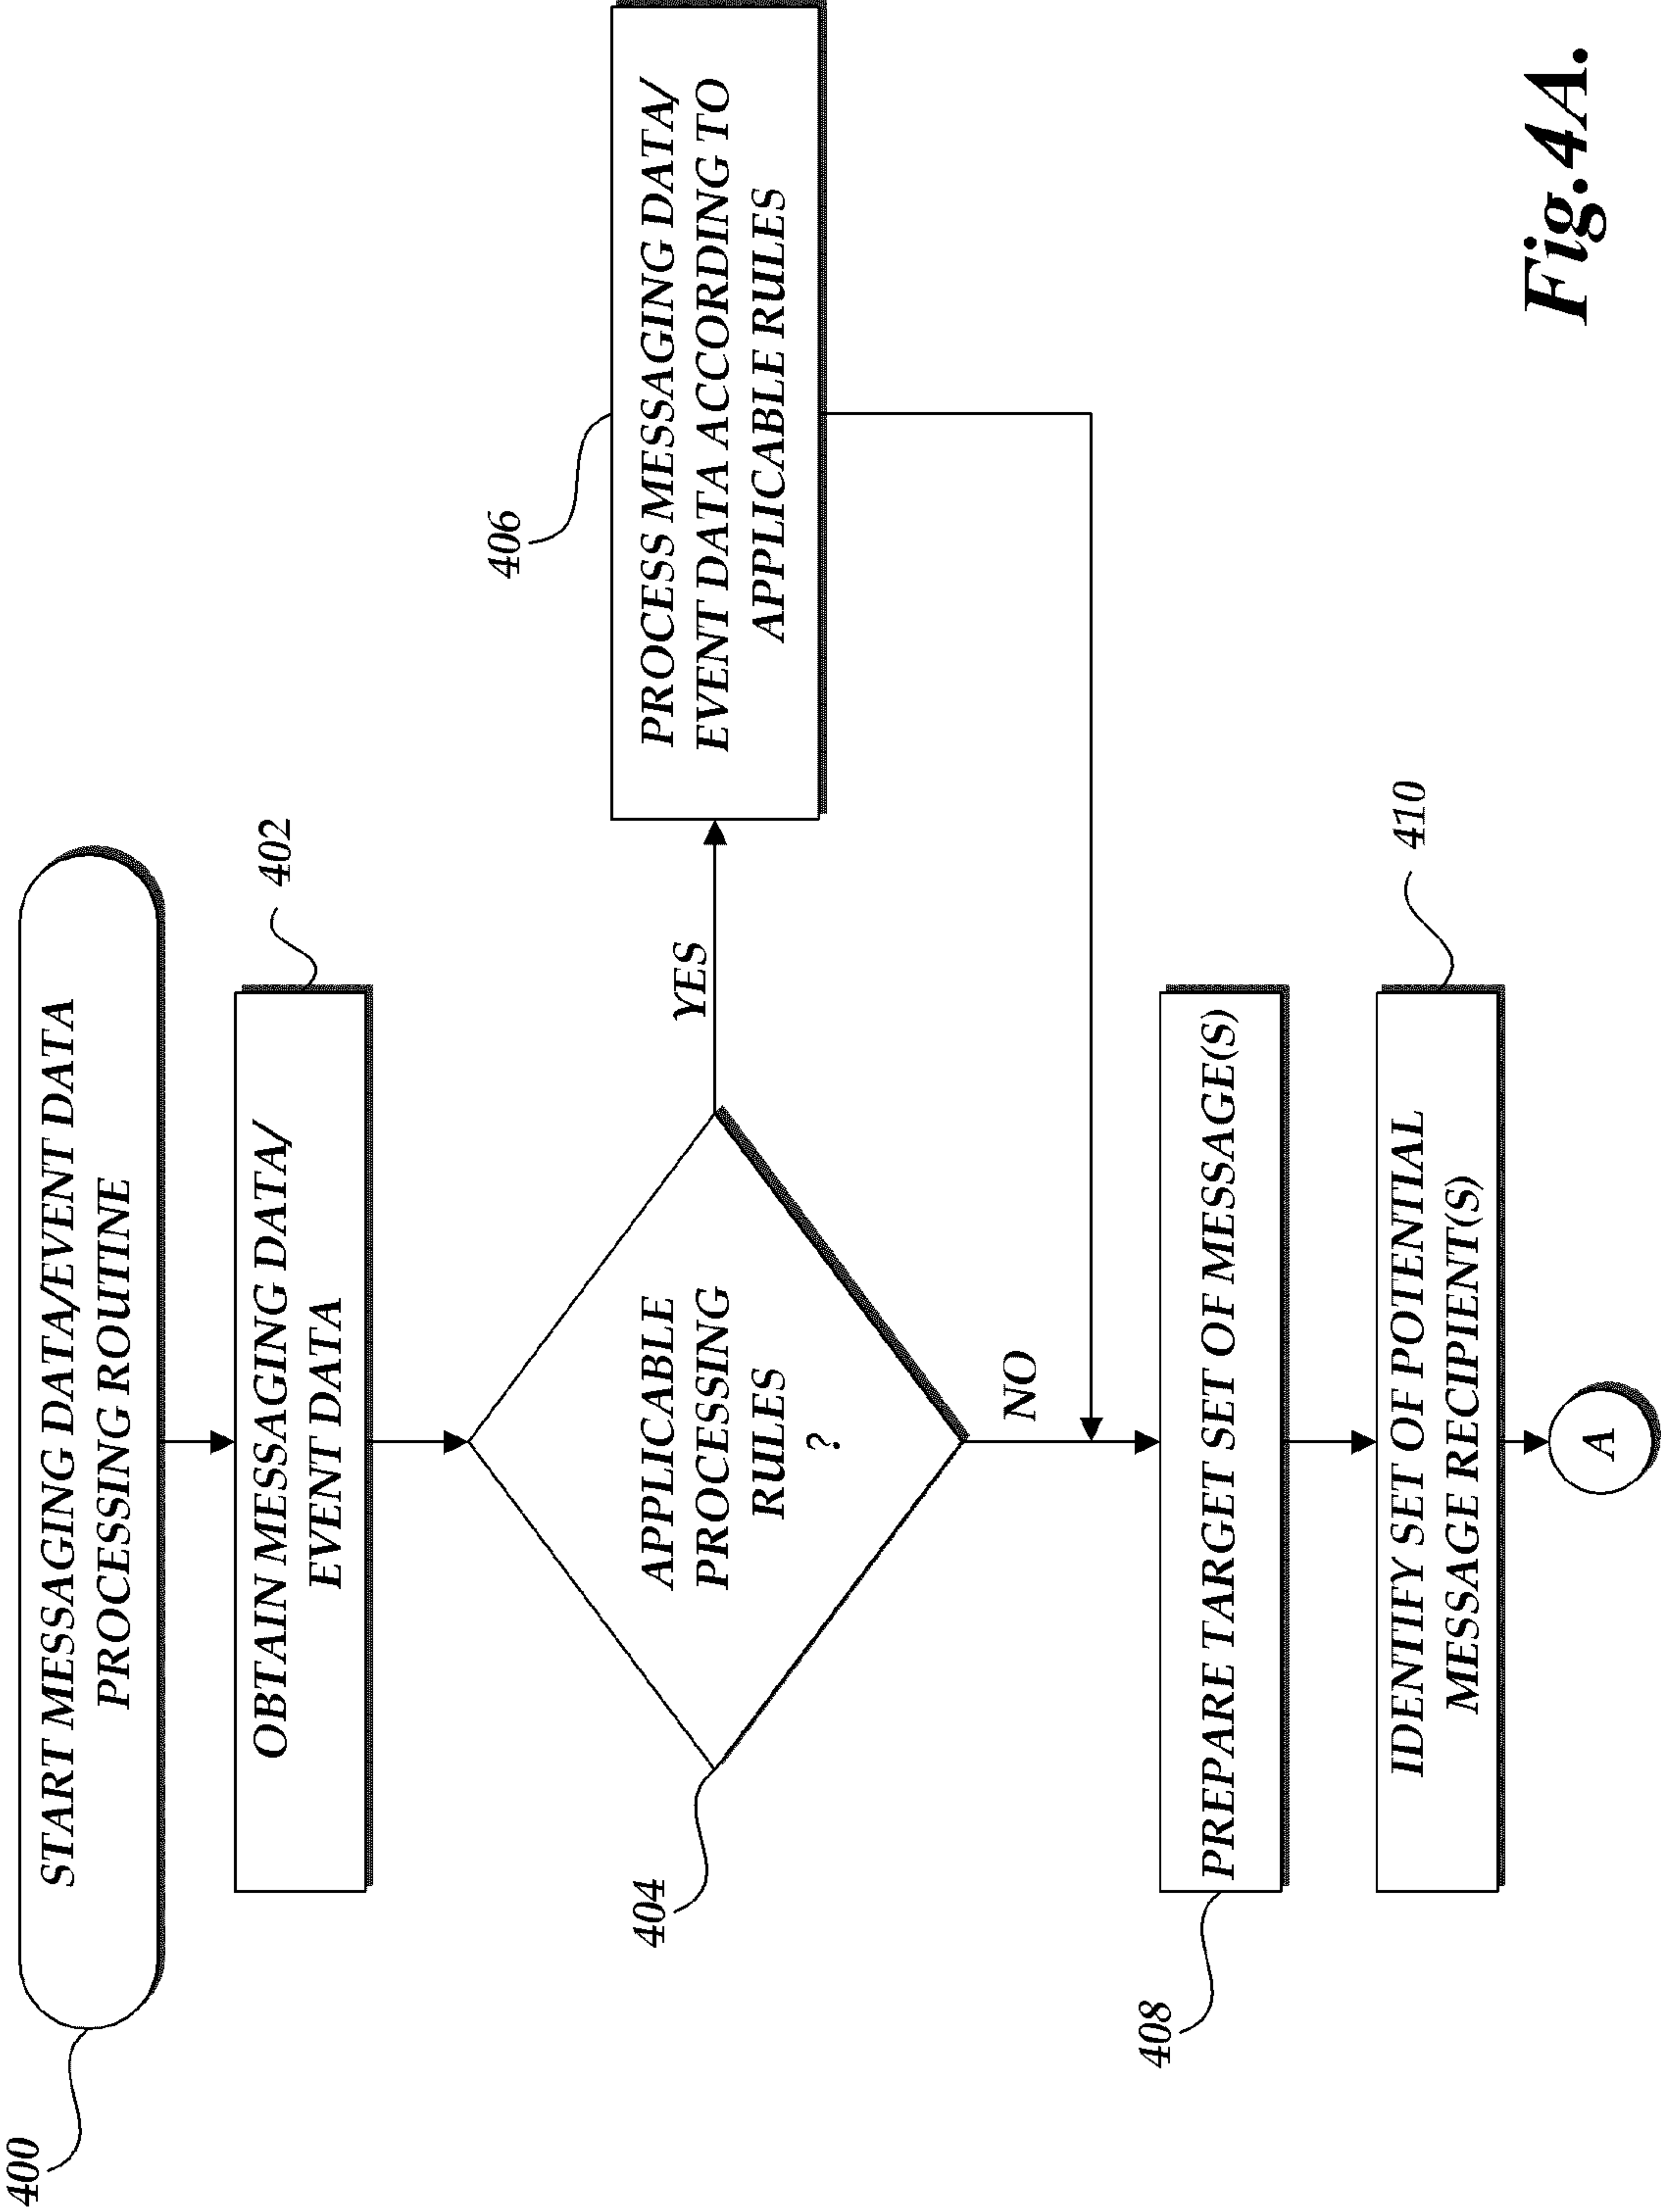 400
START MESSAGING DATA/EVENT DATA
PROCESSING ROUTINE
402
OBTAIN MESSAGING DATA/
EVENT DATA
404
APPLICABLE
PROCESSING
RULES
?
YES
406
PROCESS MESSAGING DATA/
EVENT DATA ACCORDING TO
APPLICABLE RULES
NO
408
PREPARE TARGET SET OF MESSAGE(S)
410
IDENTIFY SET OF POTENTIAL
MESSAGE RECIPIENT(S)
A
Fig.4A.